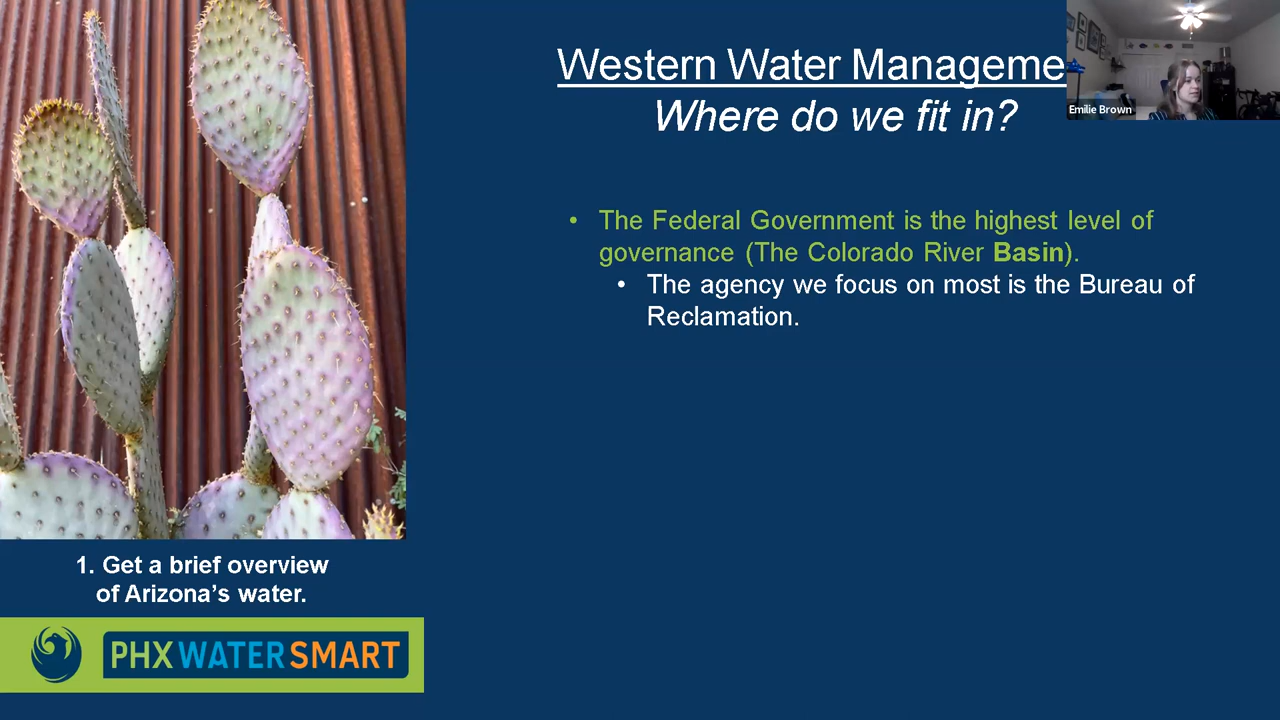 Western Water Manageme
Where do we fit in?
Emilie Brown
• The Federal Government is the highest level of
governance (The Colorado River Basin).
• The agency we focus on most is the Bureau of
Reclamation.
1. Get a brief overview
of Arizona’s water.
PHX WATER SMART